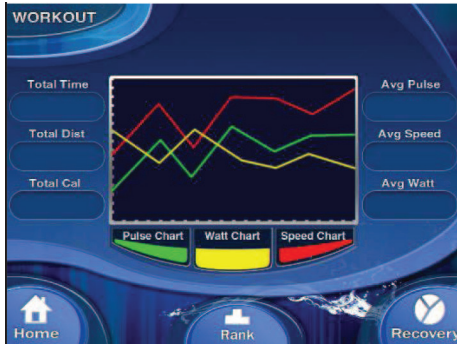 WORKOUT
Total Time
Avg Pulse
Total Dist
Avg Speed
Total Cal
Avg Watt
Pulse Chart
Watt Chart
Speed Chart
Home
Rank
Recovery